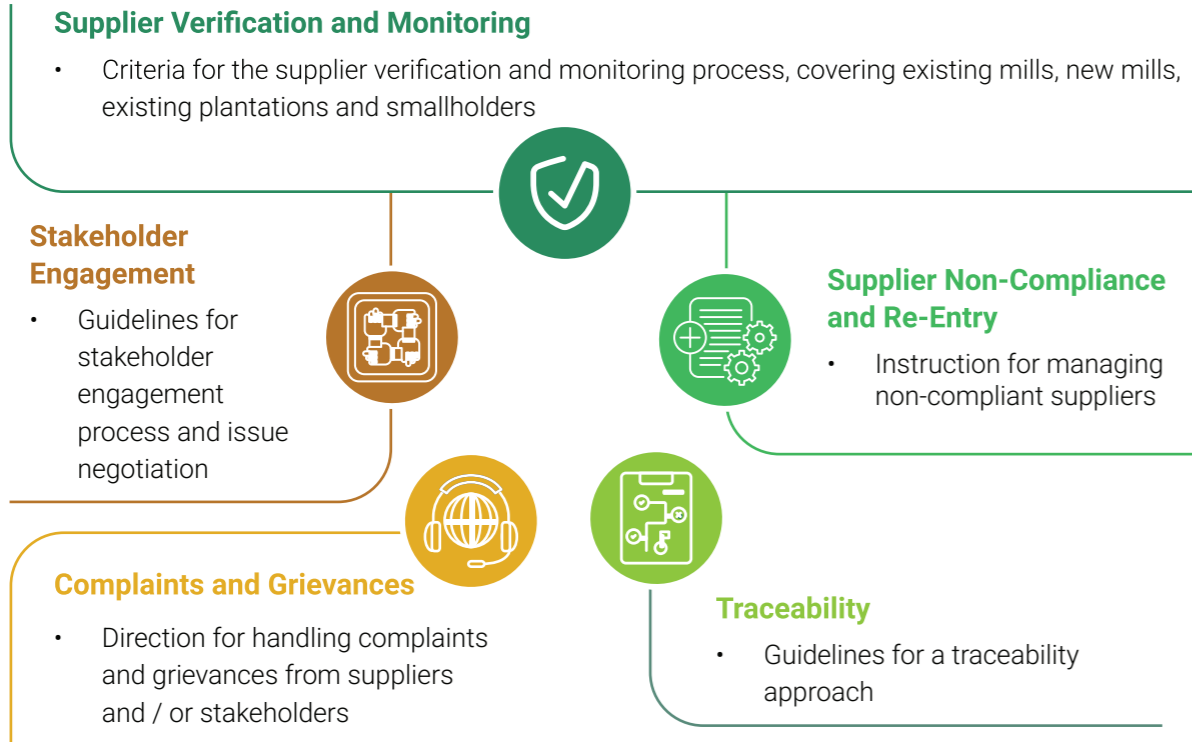 Supplier Verification and Monitoring
• Criteria for the supplier verification and monitoring process, covering existing mills, new mills,
existing plantations and smallholders
Stakeholder
Engagement
• Guidelines for
stakeholder
engagement
process and issue
negotiation
Supplier Non-Compliance
and Re-Entry
• Instruction for managing
non-compliant suppliers
Complaints and Grievances
• Direction for handling complaints
and grievances from suppliers
and / or stakeholders
Traceability
• Guidelines for a traceability
approach